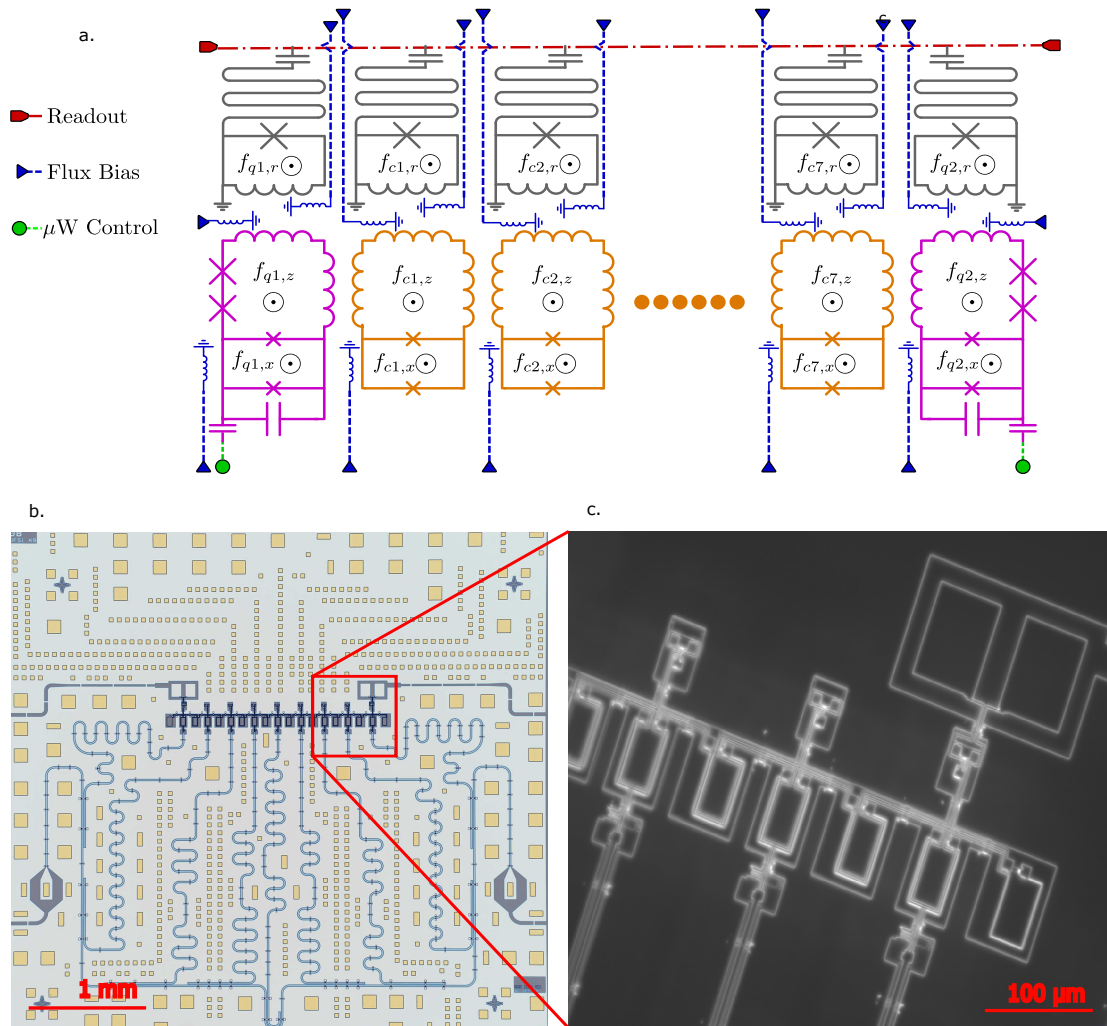 a.
c
Readout
Flux Bias
μW Control
f_{q1,r} f_{c1,r} f_{c2,r} f_{c7,r} f_{q2,r}
f_{q1,z} f_{c1,z} f_{c2,z} f_{c7,z} f_{q2,z}
f_{q1,x} f_{c1,x} f_{c2,x} f_{c7,x} f_{q2,x}
b.
c.
1 mm
100 µm